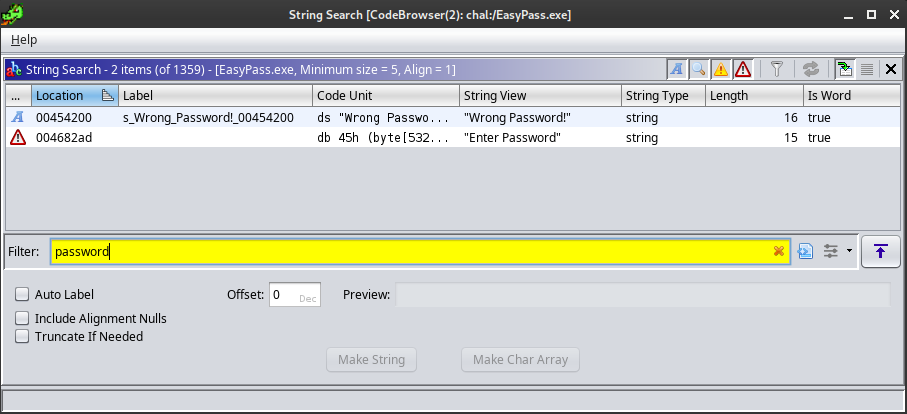 String Search [CodeBrowser(2): chal:/EasyPass.exe]
Help
String Search - 2 items (of 1359) - [EasyPass.exe, Minimum size = 5, Align = 1]
... Location Label Code Unit String View String Type Length Is Word
A 00454200 s_Wrong_Password!_00454200 ds "Wrong Passwo... "Wrong Password!" string 16 true
004682ad db 45h (byte[532... "Enter Password" string 15 true
Filter: password
Auto Label Offset: 0 Dec Preview:
Include Alignment Nulls
Truncate If Needed
Make String Make Char Array